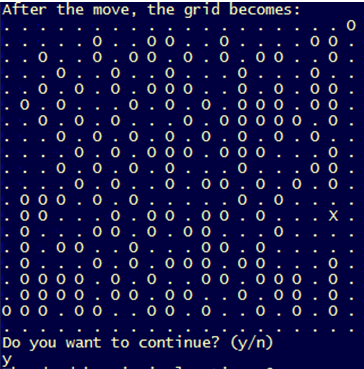 After the move, the grid becomes:
. . . . . . . . . . . . . . . . . . . O
. . . . . O . . O O . . O . . . . O O .
. . O . . O . O O . O O . O . . . . O .
. . . O . . O . . O . . . O . . . O . .
. . O . O . O . O O O . . O O O . O O .
. O . O . . . O . O . O . O O O . O O .
. . O . O . O . . . O . O O O O O . O .
. . . O . O . O . O . O . O . O . O . .
. . . . O . O . O O O . O O O . . . O .
. . . O . O . O . O . . . O . . . O O .
. . . . O . O . . O . O O . O . O . O .
. O O O . O . O . . . . . O . O . . . .
. O O . . . . O . O O . O O . O . . X .
. O O . . O O . O . O O . . . O . . . .
. O . O O . . O . . . O O . O . . . . .
. O . . . O . O . O O O . O O . . . O .
. O O O O . O . O . . O O . O O O . O .
. O O O O . O O . O O . . O . O . O O .
O O O . O . O O . O O O . . O . O . O .
. . . . . . . . . . . . . . . . . . . .
Do you want to continue? (y/n)
y